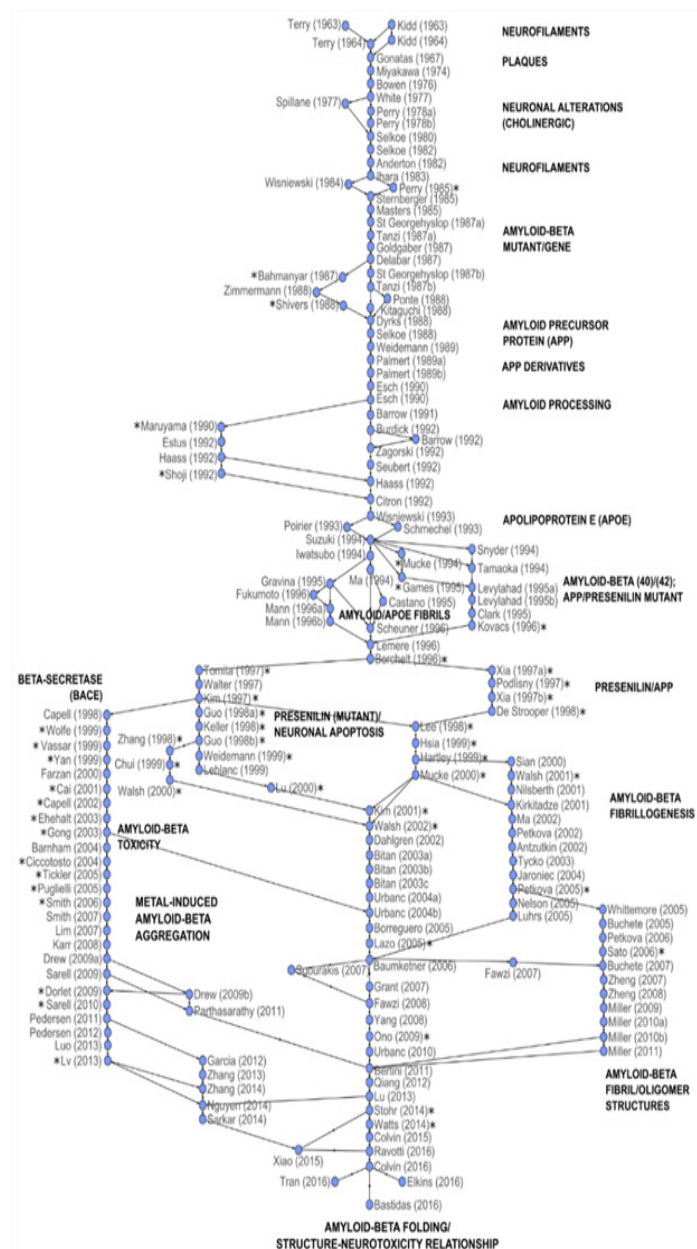 Terry (1963)
Kidd (1963)
NEUROFILAMENTS
Terry (1964)
Kidd (1964)
Gonatas (1967)
PLAQUES
Miyakawa (1974)
Bowen (1976)
White (1977)
Spillane (1977)
NEURONAL ALTERATIONS
(CHOLINERGIC)
Perry (1978a)
Perry (1978b)
Selkoe (1980)
Selkoe (1982)
Anderton (1982)
NEUROFILAMENTS
Ihara (1983)
Wisniewski (1984)
Perry (1985)*
Sternberger (1985)
Masters (1985)
St Georgehyslop (1987a)
AMYLOID-BETA
MUTANT/GENE
Tanzi (1987a)
Goldgaber (1987)
Delabar (1987)
*Bahmanyar (1987)
St Georgehyslop (1987b)
Zimmermann (1988)
Tanzi (1987b)
Ponte (1988)
*Shivers (1988)
Kitaguchi (1988)
Dyrks (1988)
AMYLOID PRECURSOR
PROTEIN (APP)
Selkoe (1988)
Weidemann (1989)
Palmert (1989a)
APP DERIVATIVES
Palmert (1989b)
Esch (1990)
Esch (1990)
AMYLOID PROCESSING
Barrow (1991)
*Maruyama (1990)
Burdick (1992)
Estus (1992)
Barrow (1992)
Zagorski (1992)
Haass (1992)
Seubert (1992)
*Shoji (1992)
Haass (1992)
Citron (1992)
Wisniewski (1993)
APOLIPOPROTEIN E (APOE)
Poirier (1993)
Schmechel (1993)
Suzuki (1994)
Snyder (1994)
Iwatsubo (1994)
*Mucke (1994)
Tamaoka (1994)
Ma (1994)
Gravina (1995)
*Games (1995)
Levylahad (1995a)
AMYLOID-BETA (40)/(42);
APP/PRESENILIN MUTANT
Fukumoto (1996)
Castano (1995)
Levylahad (1995b)
Mann (1996a)
AMYLOID/APOE FIBRILS
Clark (1995)
Mann (1996b)
Scheuner (1996)
Kovacs (1996)*
Lemere (1996)
Borchelt (1996)*
BETA-SECRETASE
(BACE)
Tomita (1997)*
Xia (1997a)*
Walter (1997)
Podlisny (1997)*
PRESENILIN/APP
Kim (1997)*
Xia (1997b)*
Capell (1998)
Guo (1998a)*
PRESENILIN (MUTANT)/
NEURONAL APOPTOSIS
De Strooper (1998)*
*Wolfe (1999)
Keller (1998)*
Lee (1998)*
*Vassar (1999)
Zhang (1998)*
Guo (1998b)*
Hsia (1999)*
*Yan (1999)
Weidemann (1999)*
Hartley (1999)*
Sian (2000)
Farzan (2000)
Chui (1999)*
Leblanc (1999)
Mucke (2000)*
Walsh (2001)*
*Cai (2001)
Walsh (2000)*
Lu (2000)*
Nilsberth (2001)
*Capell (2002)
Kim (2001)*
Kirkitadze (2001)
AMYLOID-BETA
FIBRILLOGENESIS
*Ehehalt (2003)
Walsh (2002)*
Ma (2002)
*Gong (2003)
AMYLOID-BETA
TOXICITY
Dahlgren (2002)
Petkova (2002)
Barnham (2004)
Bitan (2003a)
Antzutkin (2002)
*Ciccotosto (2004)
Bitan (2003b)
Tycko (2003)
*Tickler (2005)
Bitan (2003c
Jaroniec (2004)
*Puglielli (2005)
Petkova (2005)*
*Smith (2006)
METAL-INDUCED
AMYLOID-BETA
AGGREGATION
Urbanc (2004a)
Nelson (2005)
Whittemore (2005)
Smith (2007)
Urbanc (2004b)
Luhrs (2005)
Buchete (2005)
Lim (2007)
Borreguero (2005)
Petkova (2006)
Karr (2008)
Lazo (2005)*
Sato (2006)*
Drew (2009a)
Baumketner (2006)
Fawzi (2007)
Buchete (2007)
Sarell (2009)
Sgourakis (2007)
Zheng (2007)
*Dorlet (2009)
Drew (2009b)
Grant (2007)
Zheng (2008)
*Sarell (2010)
Parthasarathy (2011)
Fawzi (2008)
Miller (2009)
Pedersen (2011)
Yang (2008)
Miller (2010a)
Pedersen (2012)
Ono (2009)*
Miller (2010b)
Luo (2013)
Urbanc (2010)
Miller (2011)
*Lv (2013)
Garcia (2012)
Bertini (2011)
AMYLOID-BETA
FIBRIL/OLIGOMER
STRUCTURES
Zhang (2013)
Qiang (2012)
Zhang (2014)
Lu (2013)
Nguyen (2014)
Stohr (2014)*
Sarkar (2014)
Watts (2014)*
Colvin (2015)
Xiao (2015)
Ravotti (2016)
Colvin (2016)
Tran (2016)
Elkins (2016)
Bastidas (2016)
AMYLOID-BETA FOLDING/
STRUCTURE-NEUROTOXICITY RELATIONSHIP